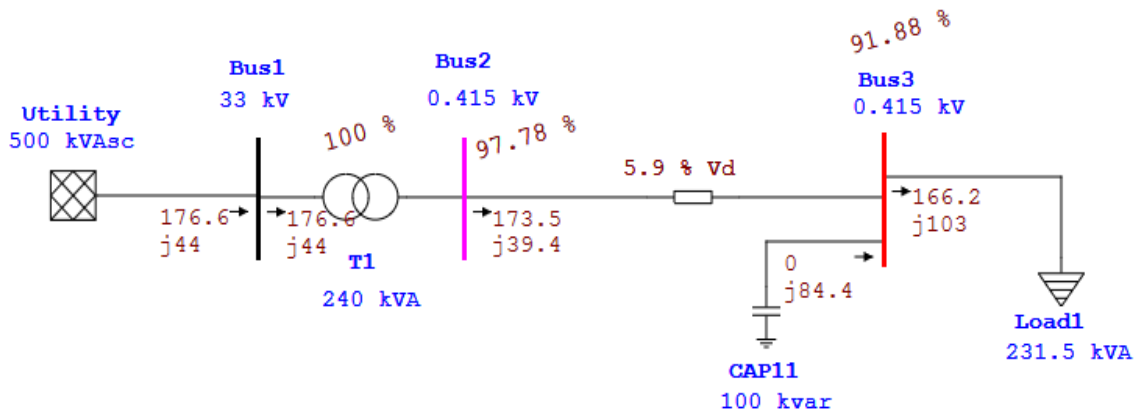 Utility
500 kVAsc
176.6
j44
Bus1
33 kV
176.6
j44
100 %
T1
240 kVA
Bus2
0.415 kV
97.78 %
173.5
j39.4
5.9 % Vd
91.88 %
Bus3
0.415 kV
166.2
j103
0
j84.4
CAP11
100 kvar
Load1
231.5 kVA